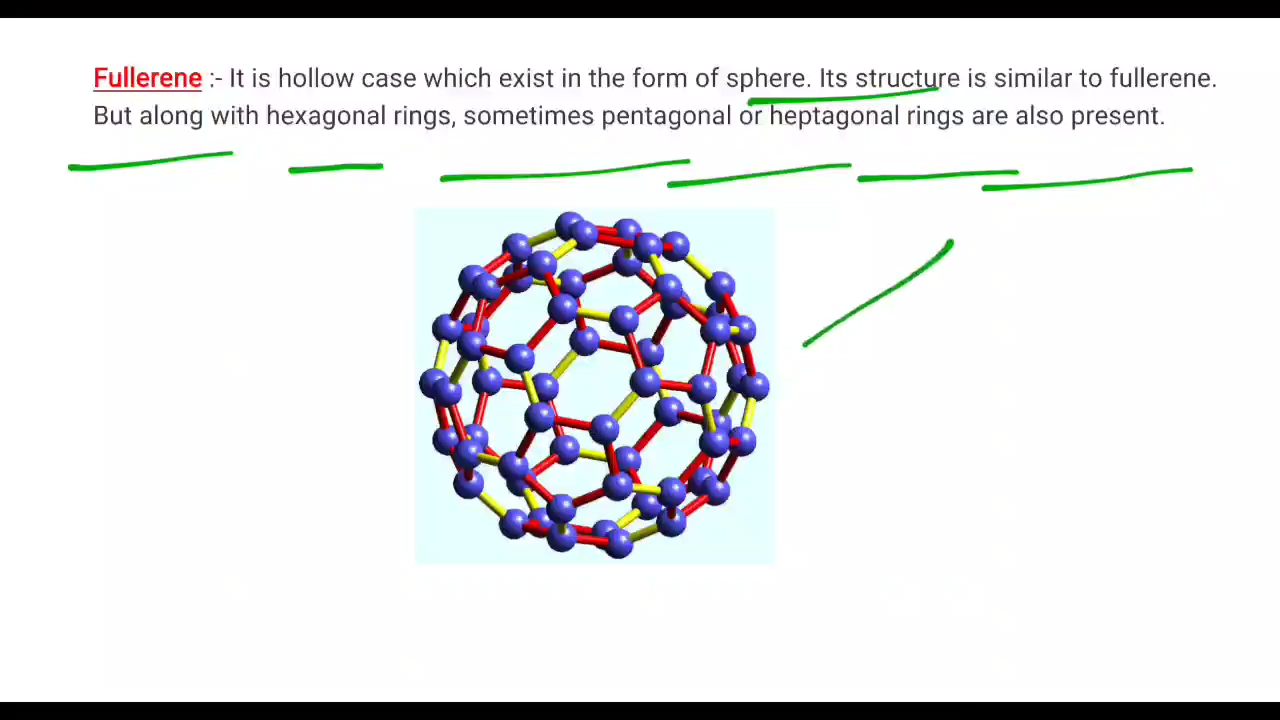 Fullerene :- It is hollow case which exist in the form of sphere. Its structure is similar to fullerene.
But along with hexagonal rings, sometimes pentagonal or heptagonal rings are also present.